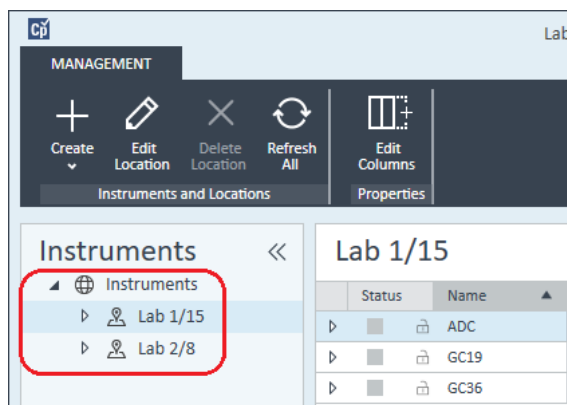 Cp
Lab
MANAGEMENT
Create
Edit
Location
Delete
Location
Refresh
All
Edit
Columns
Instruments and Locations
Properties
Instruments
Instruments
Lab 1/15
Lab 2/8
Lab 1/15
Status
Name
ADC
GC19
GC36